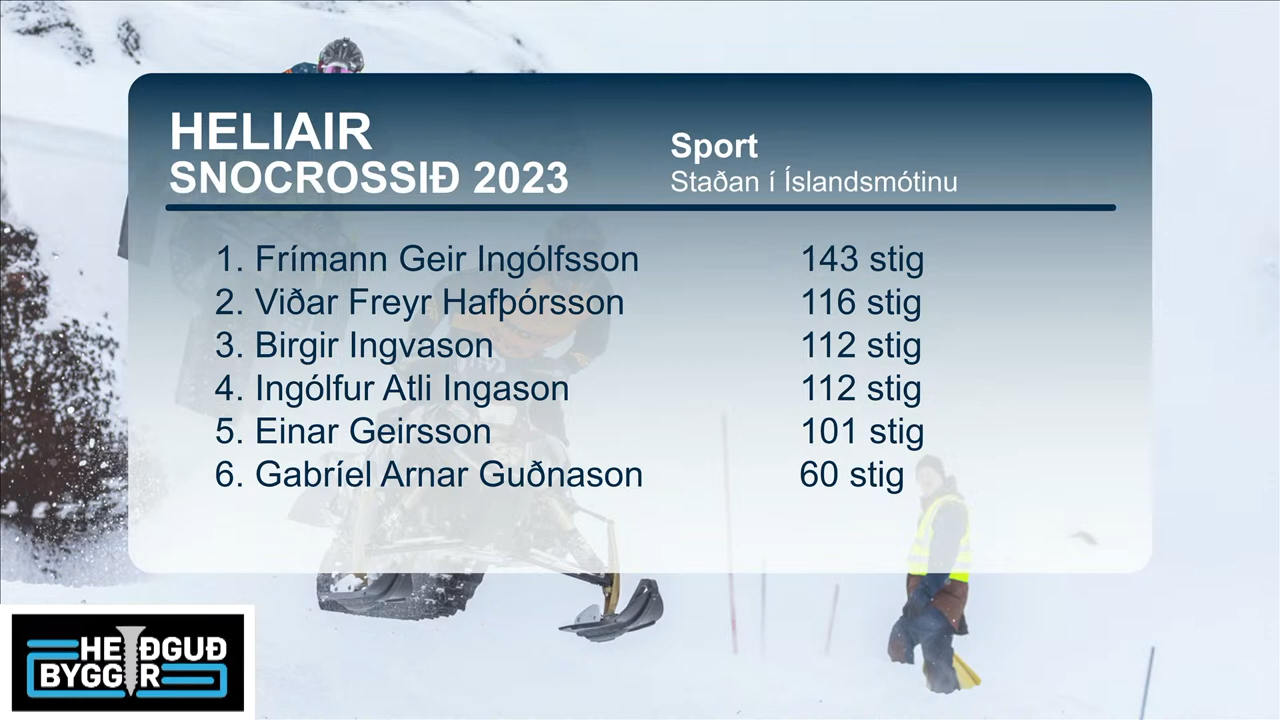 HELIAIR
SNOCROSSIÐ 2023
Sport
Staðan í Íslandsmótinu
1. Frímann Geir Ingólfsson 143 stig
2. Viðar Freyr Hafþórsson 116 stig
3. Birgir Ingvason 112 stig
4. Ingólfur Atli Ingason 112 stig
5. Einar Geirsson 101 stig
6. Gabríel Arnar Guðnason 60 stig
HEIÐGUÐ
BYGGIR